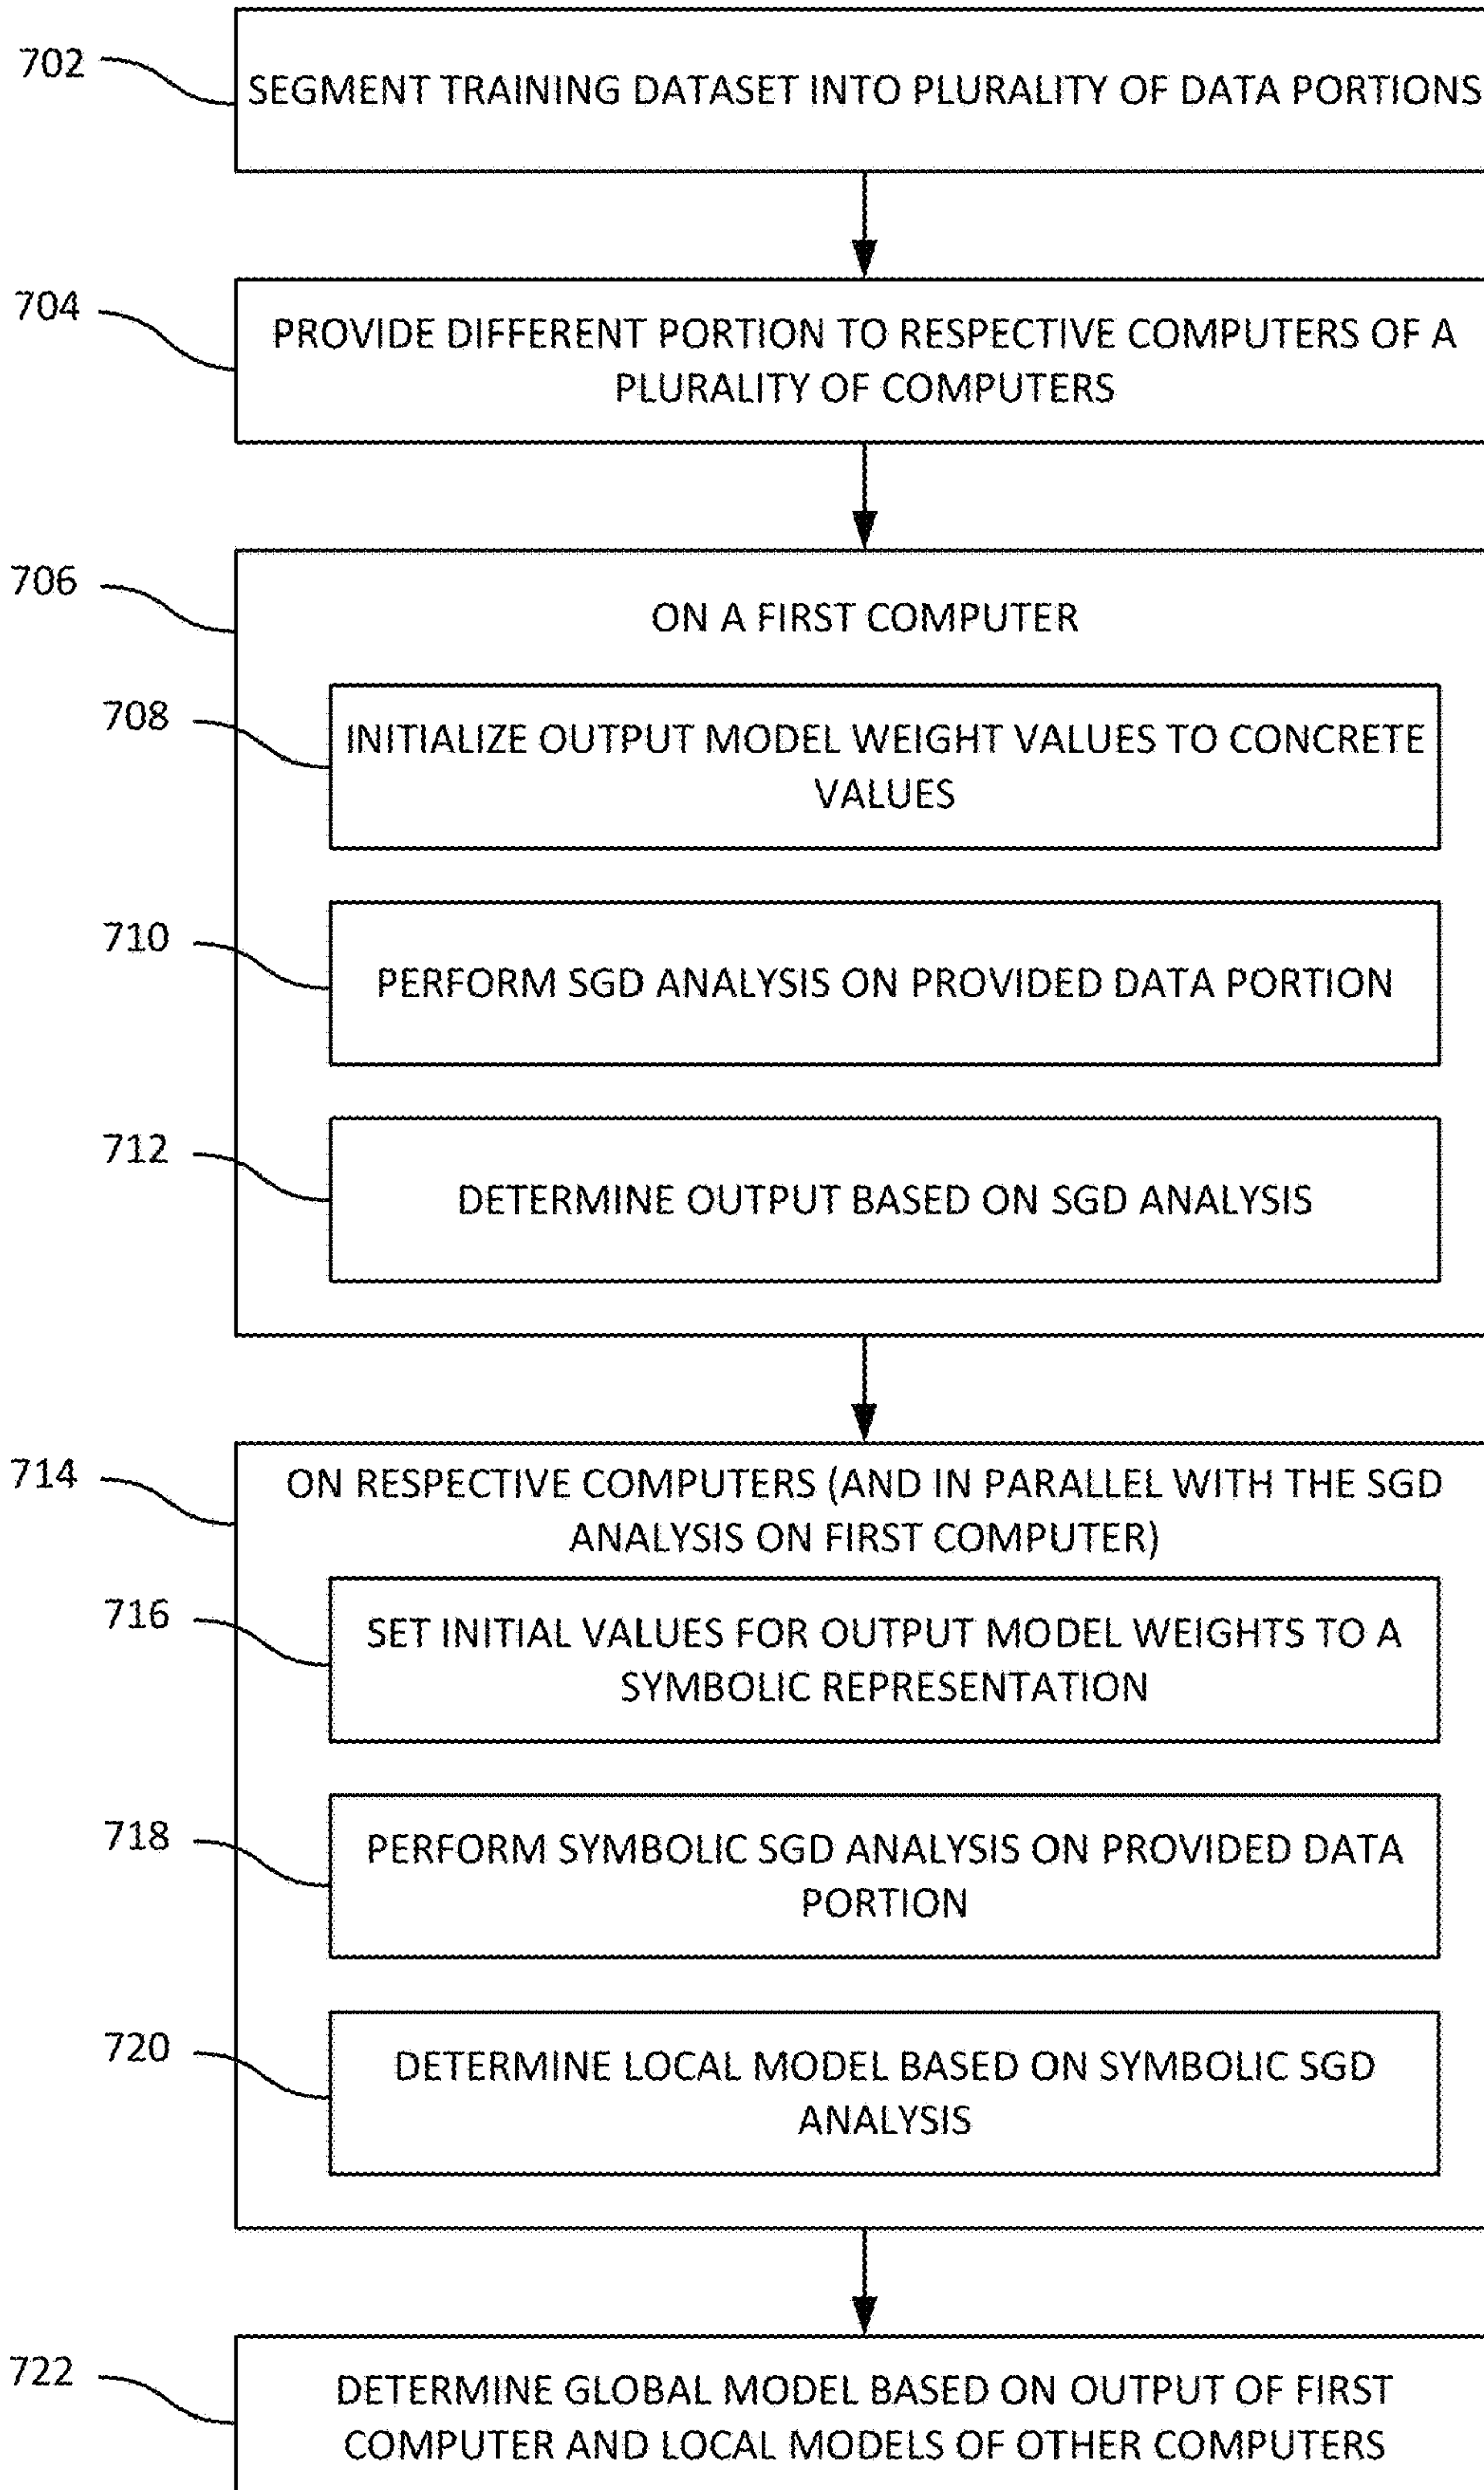 702
SEGMENT TRAINING DATASET INTO PLURALITY OF DATA PORTIONS
704
PROVIDE DIFFERENT PORTION TO RESPECTIVE COMPUTERS OF A
PLURALITY OF COMPUTERS
706
ON A FIRST COMPUTER
708
INITIALIZE OUTPUT MODEL WEIGHT VALUES TO CONCRETE
VALUES
710
PERFORM SGD ANALYSIS ON PROVIDED DATA PORTION
712
DETERMINE OUTPUT BASED ON SGD ANALYSIS
714
ON RESPECTIVE COMPUTERS (AND IN PARALLEL WITH THE SGD
ANALYSIS ON FIRST COMPUTER)
716
SET INITIAL VALUES FOR OUTPUT MODEL WEIGHTS TO A
SYMBOLIC REPRESENTATION
718
PERFORM SYMBOLIC SGD ANALYSIS ON PROVIDED DATA
PORTION
720
DETERMINE LOCAL MODEL BASED ON SYMBOLIC SGD
ANALYSIS
722
DETERMINE GLOBAL MODEL BASED ON OUTPUT OF FIRST
COMPUTER AND LOCAL MODELS OF OTHER COMPUTERS